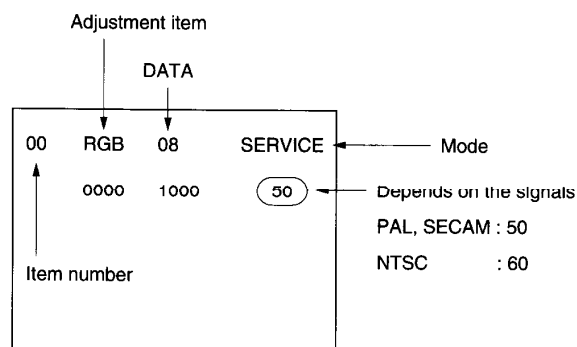 Adjustment item
DATA
00 RGB 08 SERVICE
Mode
0000 1000 50
Depends on the signals
PAL, SECAM : 50
NTSC : 60
Item number